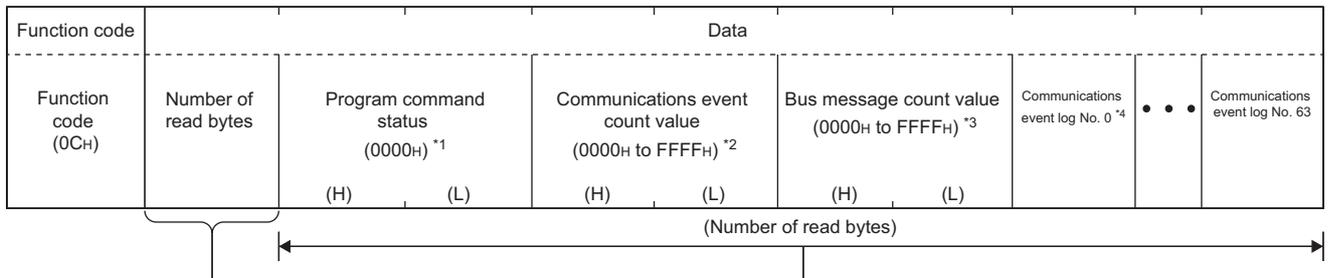 Function code
Data
Function
code
(0CH)
Number of
read bytes
Program command
status
(0000H) *1
(H) (L)
Communications event
count value
(0000H to FFFFH) *2
(H) (L)
Bus message count value
(0000H to FFFFH) *3
(H) (L)
Communications
event log No. 0 *4
• • •
Communications
event log No. 63
(Number of read bytes)